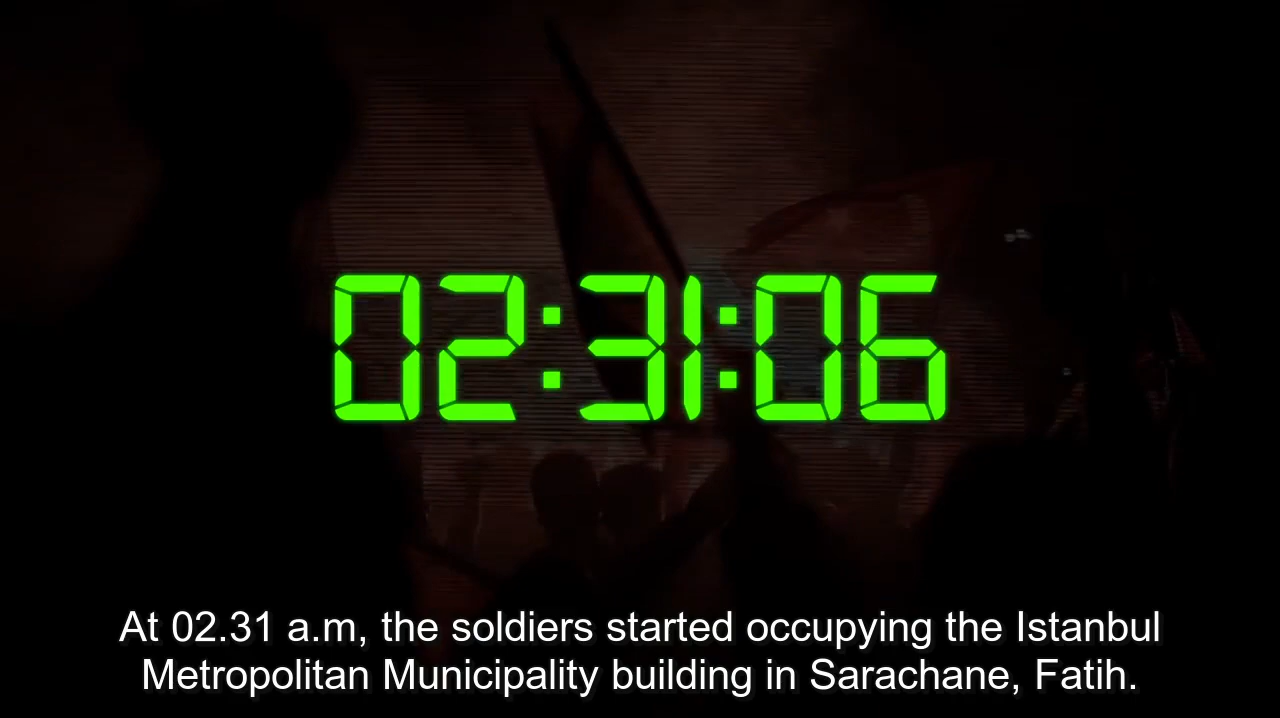 02:31:06
At 02.31 a.m, the soldiers started occupying the Istanbul
Metropolitan Municipality building in Sarachane, Fatih.